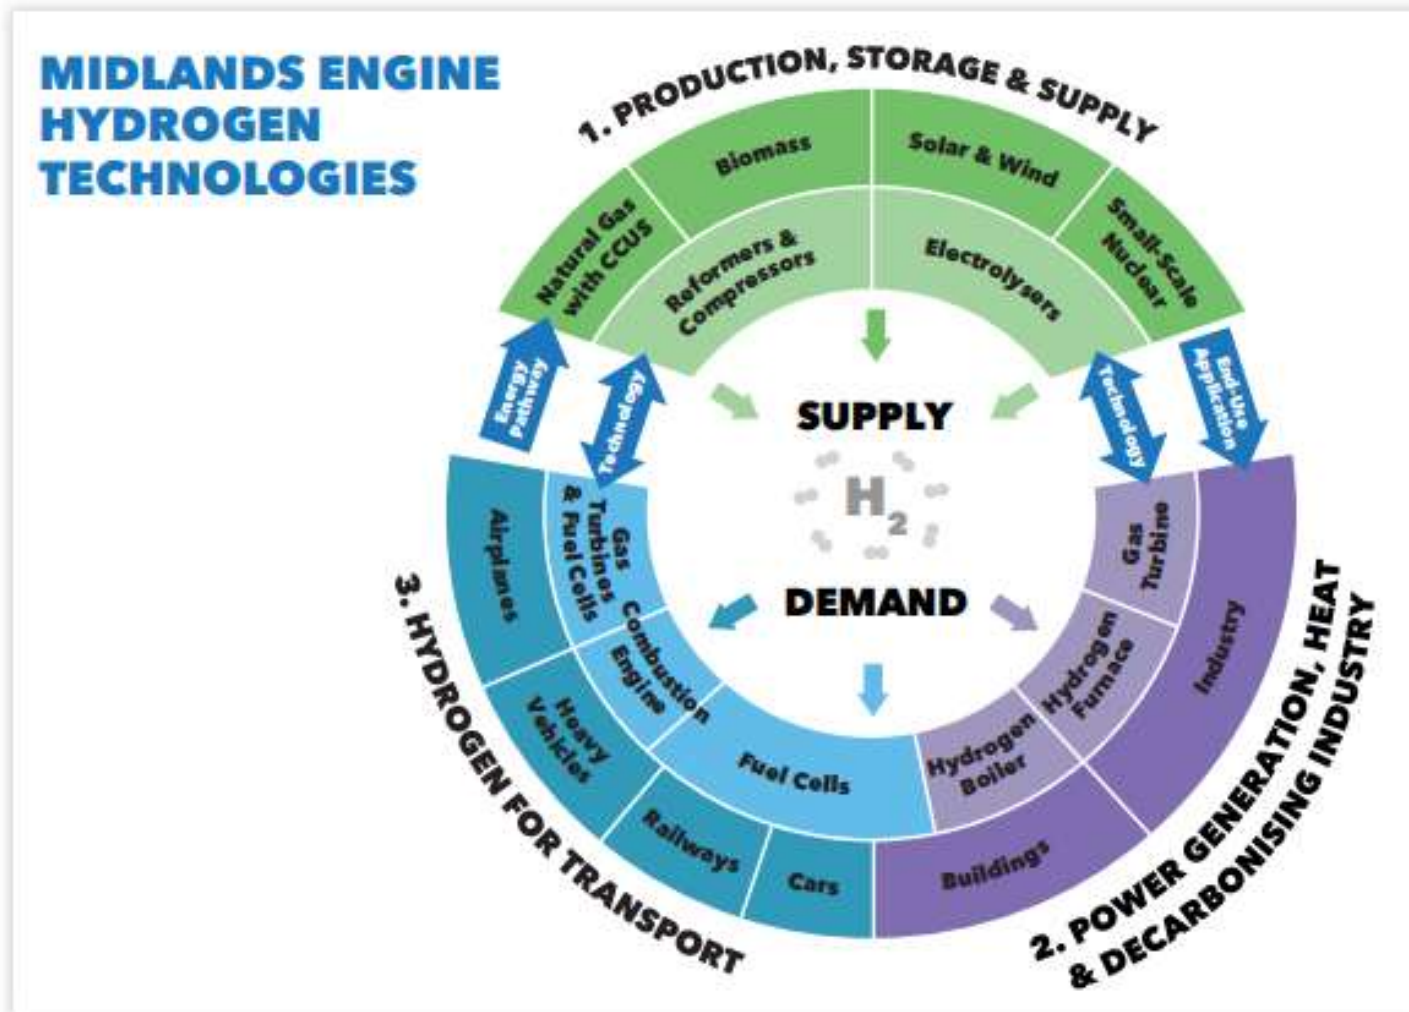 MIDLANDS ENGINE
HYDROGEN
TECHNOLOGIES
1. PRODUCTION, STORAGE & SUPPLY
Natural Gas
with CCUS
Biomass
Solar & Wind
Small-Scale
Nuclear
Reformers &
Compressors
Electrolysers
Energy
Pathway
Technology
Technology
End-Use
Application
SUPPLY
H2
DEMAND
Airplanes
Gas
Turbines
& Fuel Cells
Combustion
Engine
Heavy
Vehicles
Fuel Cells
Railways
Cars
Gas
Turbine
Hydrogen
Furnace
Hydrogen
Boiler
Industry
Buildings
3. HYDROGEN FOR TRANSPORT
2. POWER GENERATION, HEAT
& DECARBONISING INDUSTRY